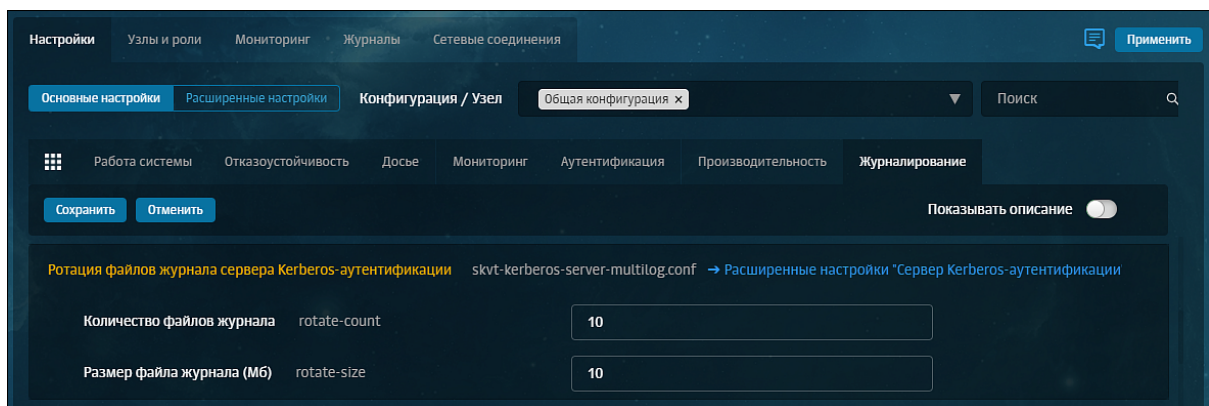 Настройки Узлы и роли Мониторинг Журналы Сетевые соединения Применить
Основные настройки Расширенные настройки Конфигурация / Узел Общая конфигурация × Поиск
Работа системы Отказоустойчивость Досье Мониторинг Аутентификация Производительность Журналирование
Сохранить Отменить Показывать описание
Ротация файлов журнала сервера Kerberos-аутентификации skvt-kerberos-server-multilog.conf → Расширенные настройки "Сервер Kerberos-аутентификации"
Количество файлов журнала rotate-count 10
Размер файла журнала (Мб) rotate-size 10